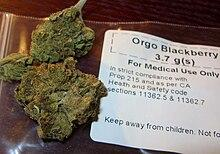 Orgo Blackberry
3.7 g(s)
For Medical Use Only
In strict compliance with
Prop 215 and as per CA
Health and Safety code
sections 11362.5 & 11362.7
Keep away from children. Not fo